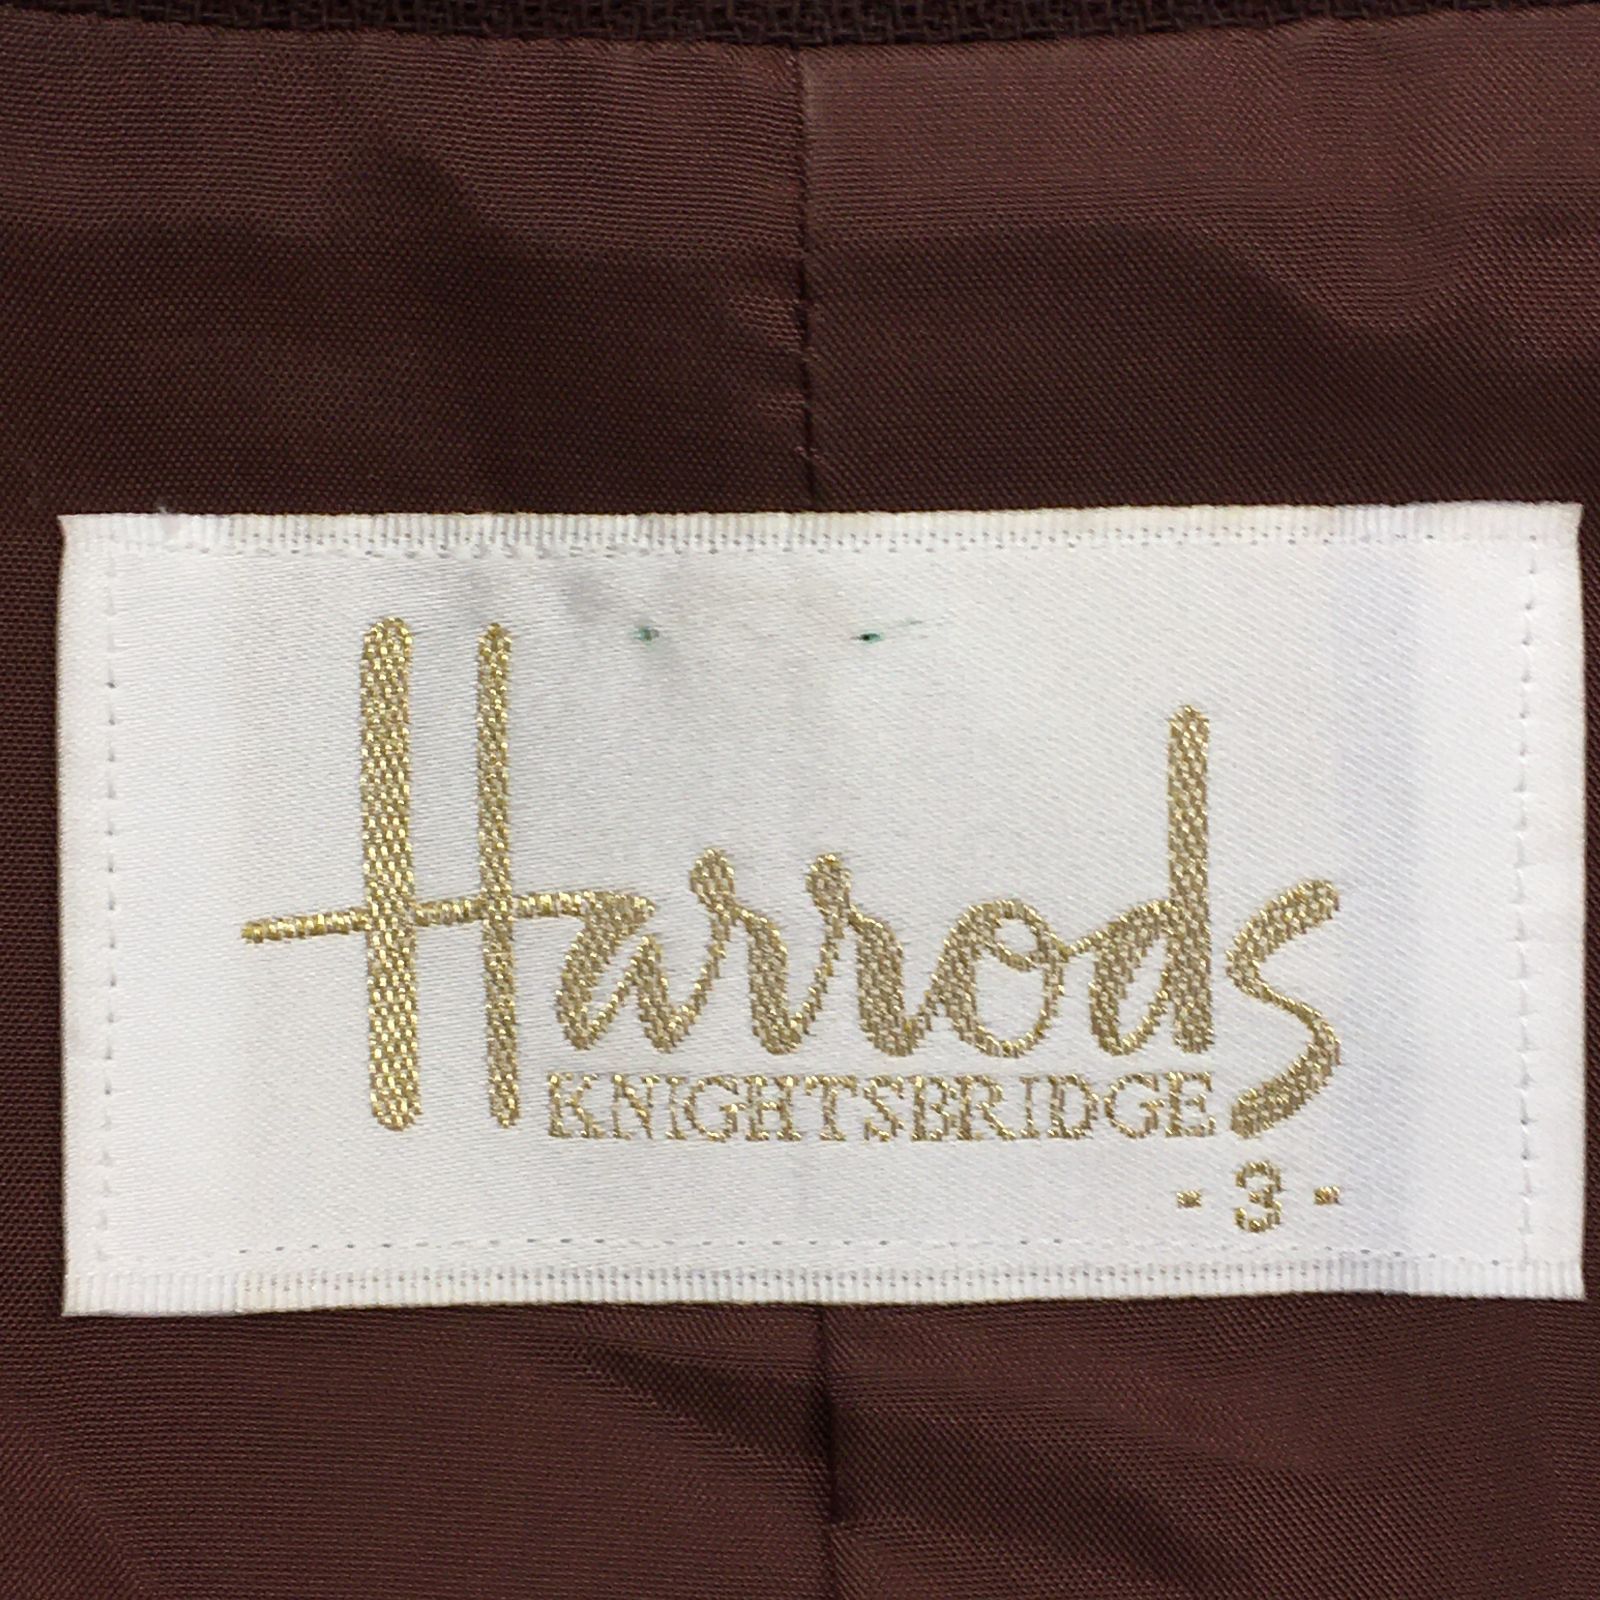 Harrods
KNIGHTSBRIDGE
- 3 -